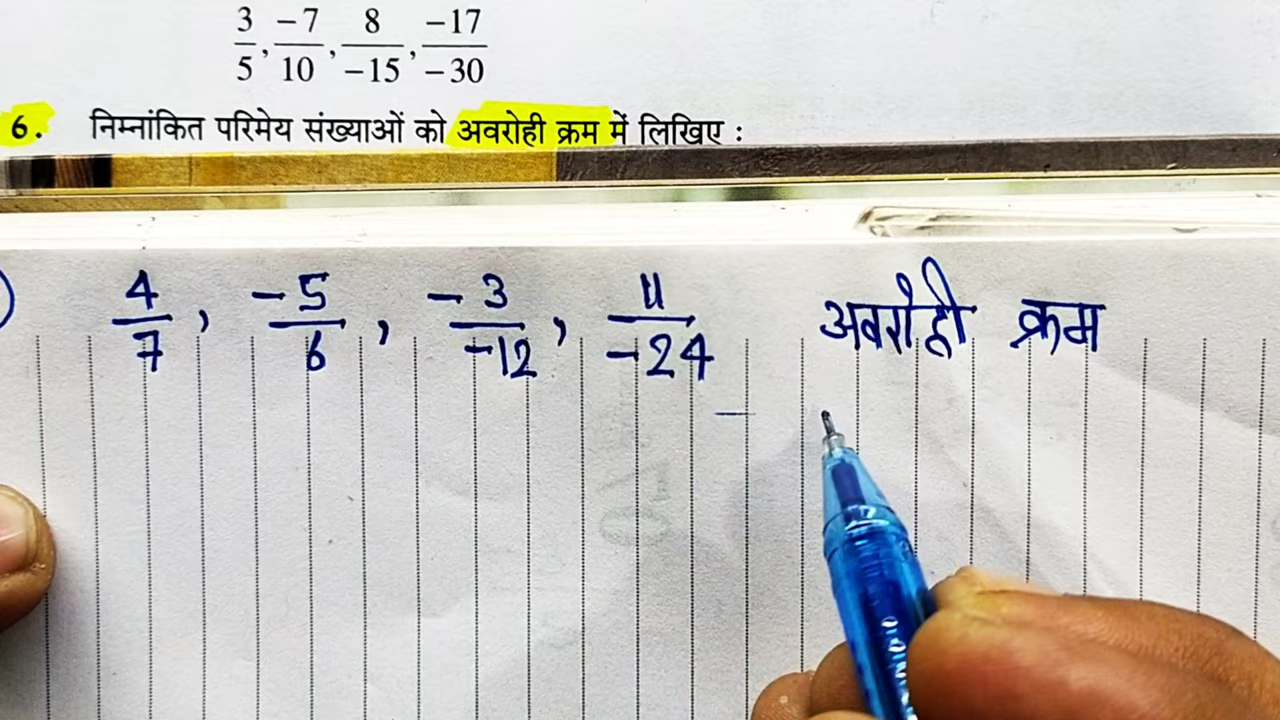 3/5, -7/10, 8/-15, -17/-30
6. निम्नांकित परिमेय संख्याओं को अवरोही क्रम में लिखिए :
) 4/7, -5/6, -3/-12, 11/-24 अवरोही क्रम